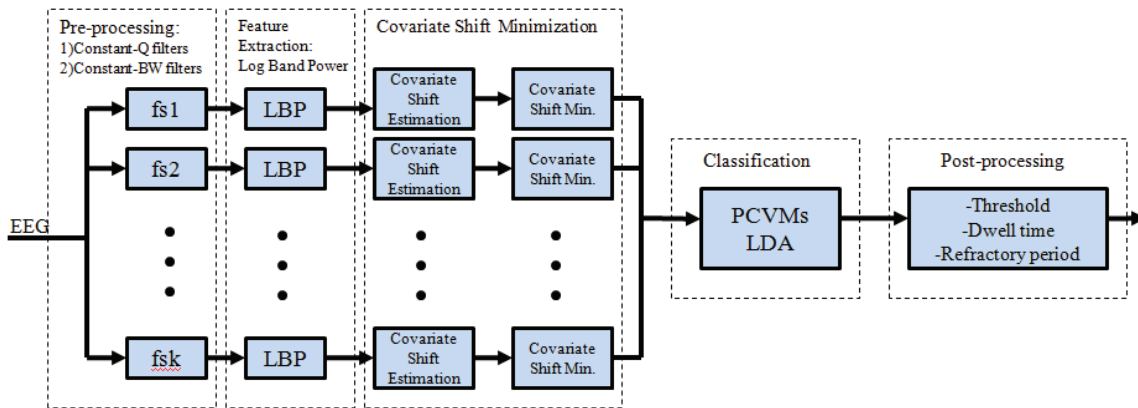 Pre-processing:
1)Constant-Q filters
2)Constant-BW filters
Feature
Extraction:
Log Band Power
Covariate Shift Minimization
fs1
LBP
Covariate
Shift
Estimation
Covariate
Shift Min.
fs2
LBP
Covariate
Shift
Estimation
Covariate
Shift Min.
EEG
fsk
LBP
Covariate
Shift
Estimation
Covariate
Shift Min.
Classification
PCVMs
LDA
Post-processing
-Threshold
-Dwell time
-Refractory period